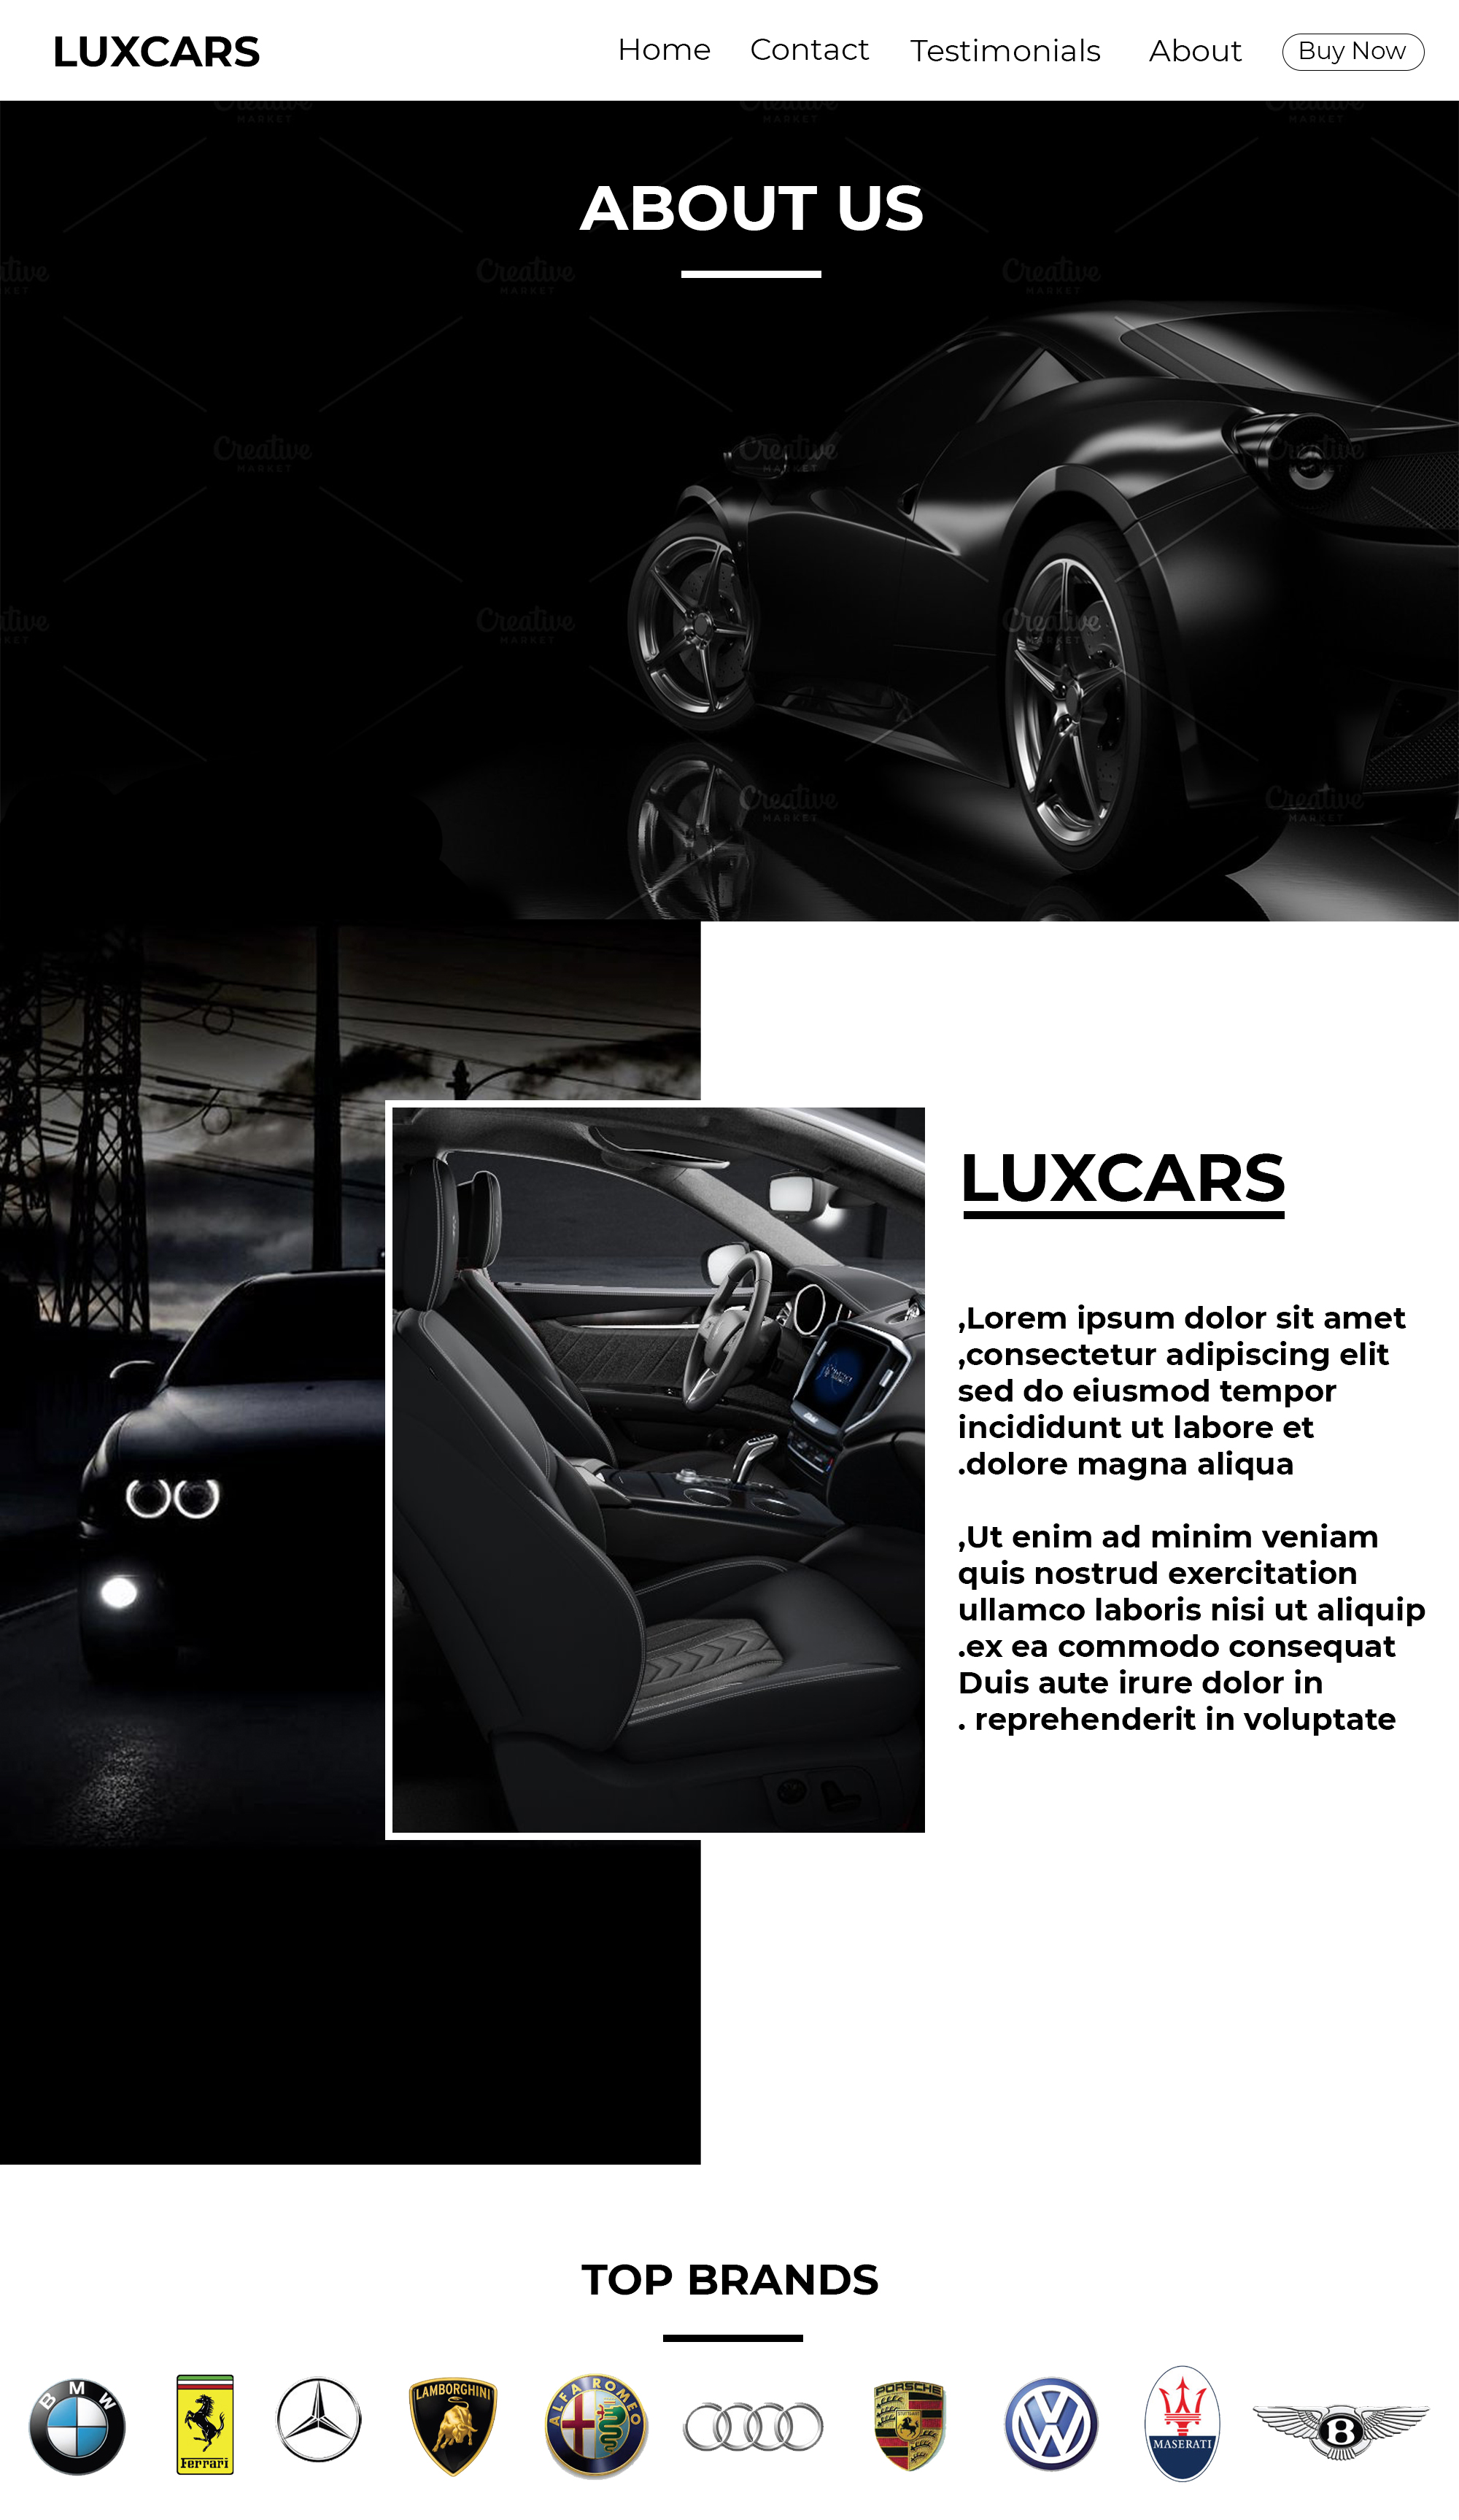 LUXCARS
Home Contact Testimonials About Buy Now
Creative MARKET
ABOUT US
LUXCARS
,Lorem ipsum dolor sit amet
,consectetur adipiscing elit
sed do eiusmod tempor
incididunt ut labore et
.dolore magna aliqua
,Ut enim ad minim veniam
quis nostrud exercitation
ullamco laboris nisi ut aliquip
.ex ea commodo consequat
Duis aute irure dolor in
. reprehenderit in voluptate
TOP BRANDS
BMW
Ferrari
LAMBORGHINI
ALFA ROMEO
PORSCHE
VW
MASERATI
B